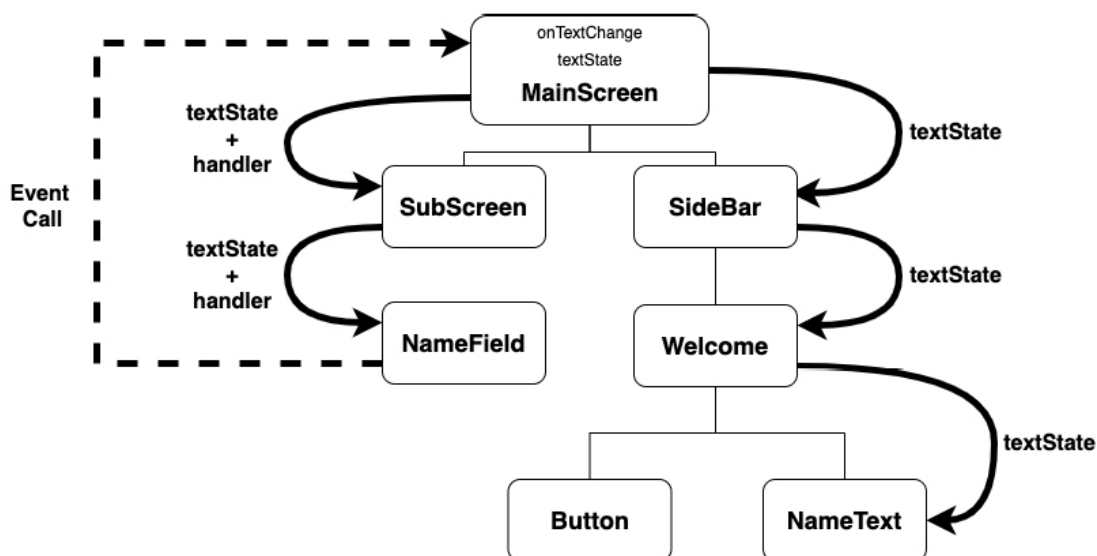 onTextChange
textState
MainScreen
textState
+
handler
textState
Event
Call
SubScreen
SideBar
textState
+
handler
textState
NameField
Welcome
textState
Button
NameText